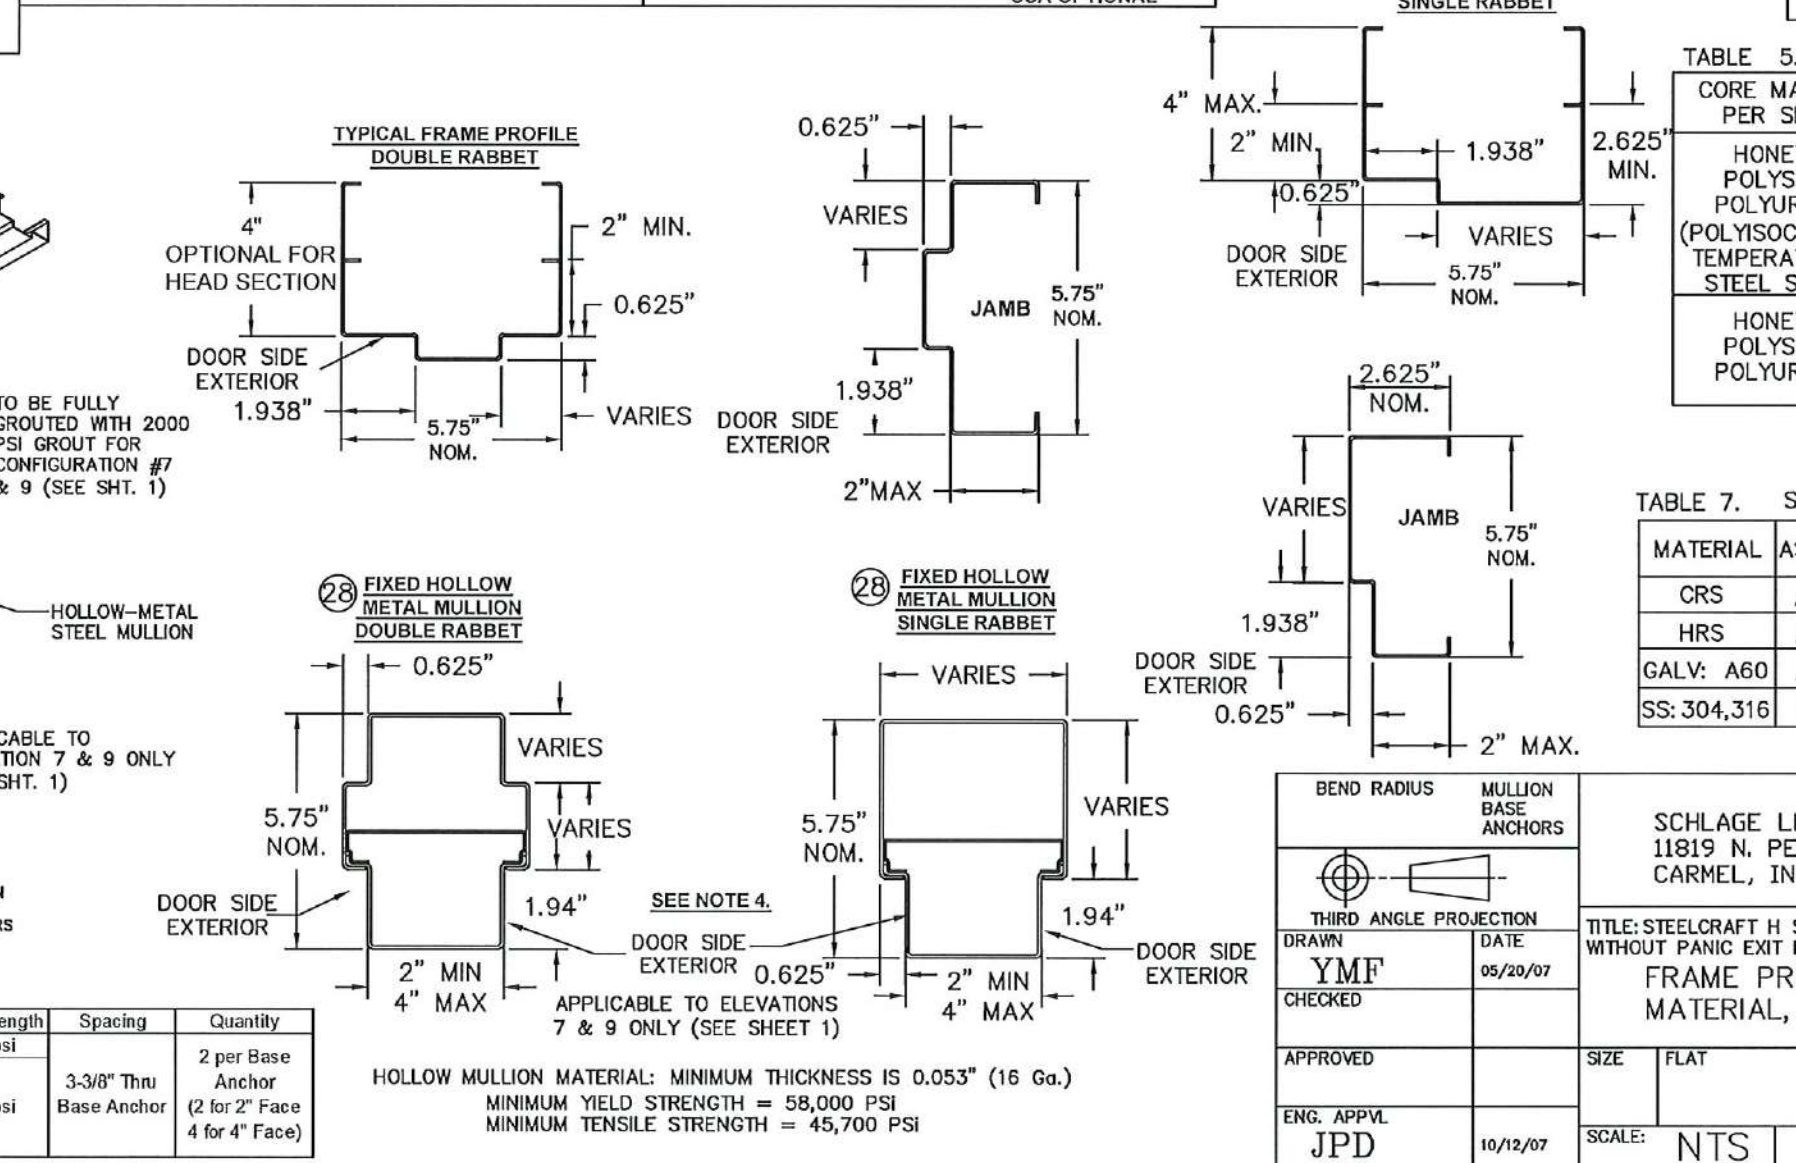 SINGLE RABBET
TYPICAL FRAME PROFILE
DOUBLE RABBET
4"
OPTIONAL FOR
HEAD SECTION
2" MIN.
0.625"
DOOR SIDE
EXTERIOR
1.938"
5.75"
NOM.
VARIES
0.625"
VARIES
JAMB
5.75"
NOM.
1.938"
DOOR SIDE
EXTERIOR
2"MAX
4" MAX.
2" MIN.
0.625"
1.938"
2.625"
MIN.
VARIES
DOOR SIDE
EXTERIOR
5.75"
NOM.
TABLE 5.
CORE MA
PER S
HONE
POLYS
POLYUR
(POLYISOC
TEMPERA
STEEL S
HONE
POLYS
POLYUR
TO BE FULLY
GROUTED WITH 2000
PSI GROUT FOR
CONFIGURATION #7
& 9 (SEE SHT. 1)
2.625"
NOM.
VARIES
JAMB
5.75"
NOM.
1.938"
DOOR SIDE
EXTERIOR
0.625"
2" MAX.
TABLE 7. S
MATERIAL
CRS
HRS
GALV: A60
SS: 304,316
HOLLOW-METAL
STEEL MULLION
CABLE TO
TION 7 & 9 ONLY
SHT. 1)
28 FIXED HOLLOW
METAL MULLION
DOUBLE RABBET
0.625"
VARIES
5.75"
NOM.
VARIES
DOOR SIDE
EXTERIOR
1.94"
2" MIN
4" MAX
28 FIXED HOLLOW
METAL MULLION
SINGLE RABBET
VARIES
5.75"
NOM.
VARIES
SEE NOTE 4.
DOOR SIDE
EXTERIOR
1.94"
0.625"
2" MIN
4" MAX
DOOR SIDE
EXTERIOR
APPLICABLE TO ELEVATIONS
7 & 9 ONLY (SEE SHEET 1)
HOLLOW MULLION MATERIAL: MINIMUM THICKNESS IS 0.053" (16 Ga.)
MINIMUM YIELD STRENGTH = 58,000 PSI
MINIMUM TENSILE STRENGTH = 45,700 PSI
ength Spacing Quantity
si
si
3-3/8" Thru
Base Anchor
2 per Base
Anchor
(2 for 2" Face
4 for 4" Face)
BEND RADIUS
MULLION
BASE
ANCHORS
THIRD ANGLE PROJECTION
DRAWN
YMF
DATE
05/20/07
CHECKED
APPROVED
ENG. APPVL
JPD
10/12/07
SCHLAGE L
11819 N. PE
CARMEL, IN
TITLE: STEELCRAFT H S
WITHOUT PANIC EXIT
FRAME PR
MATERIAL,
SIZE
FLAT
SCALE: NTS